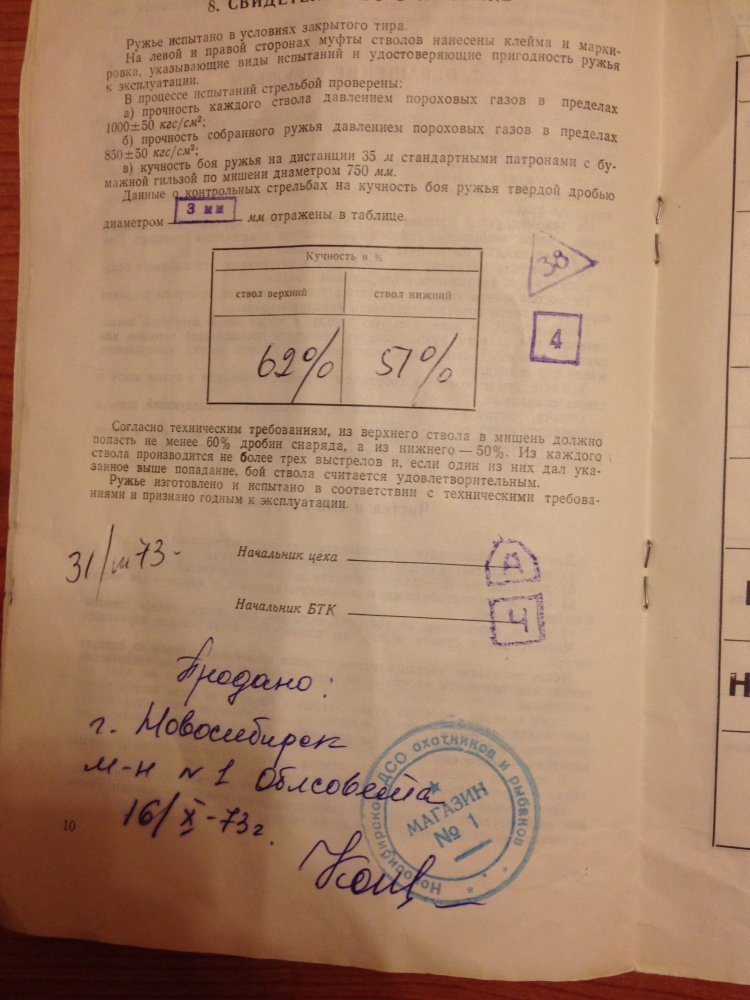 8.
Ружье испытано в условиях закрытого тира.
На левой и правой сторонах муфты стволов нанесены клейма и марки-
ровка, указывающие виды испытаний и удостоверяющие пригодность ружья
к эксплуатации.
В процессе испытаний стрельбой проверены:
а) прочность каждого ствола давлением пороховых газов в пределах
1000±50 кгс/см²;
б) прочность собранного ружья давлением пороховых газов в пределах
850±50 кгс/см²;
в) кучность боя ружья на дистанции 35 м стандартными патронами с бу-
мажной гильзой по мишени диаметром 750 мм.
Данные о контрольных стрельбах на кучность боя ружья твердой дробью
диаметром 3 мм мм отражены в таблице.
Кучность в %
ствол верхний ствол нижний
62% 57%
38
4
Согласно техническим требованиям, из верхнего ствола в мишень должно
попасть не менее 60% дробин снаряда, а из нижнего — 50%. Из каждого
ствола производится не более трех выстрелов и, если один из них дал ука-
занное выше попадание, бой ствола считается удовлетворительным.
Ружье изготовлено и испытано в соответствии с техническими требова-
ниями и признано годным к эксплуатации.
Начальник цеха А
Начальник БТК Ч
Продано:
г. Новосибирск
м-н №1 Облсовета
16/X-73г.
Новосибирское ДСО охотников и рыбаков
МАГАЗИН
№ 1
10